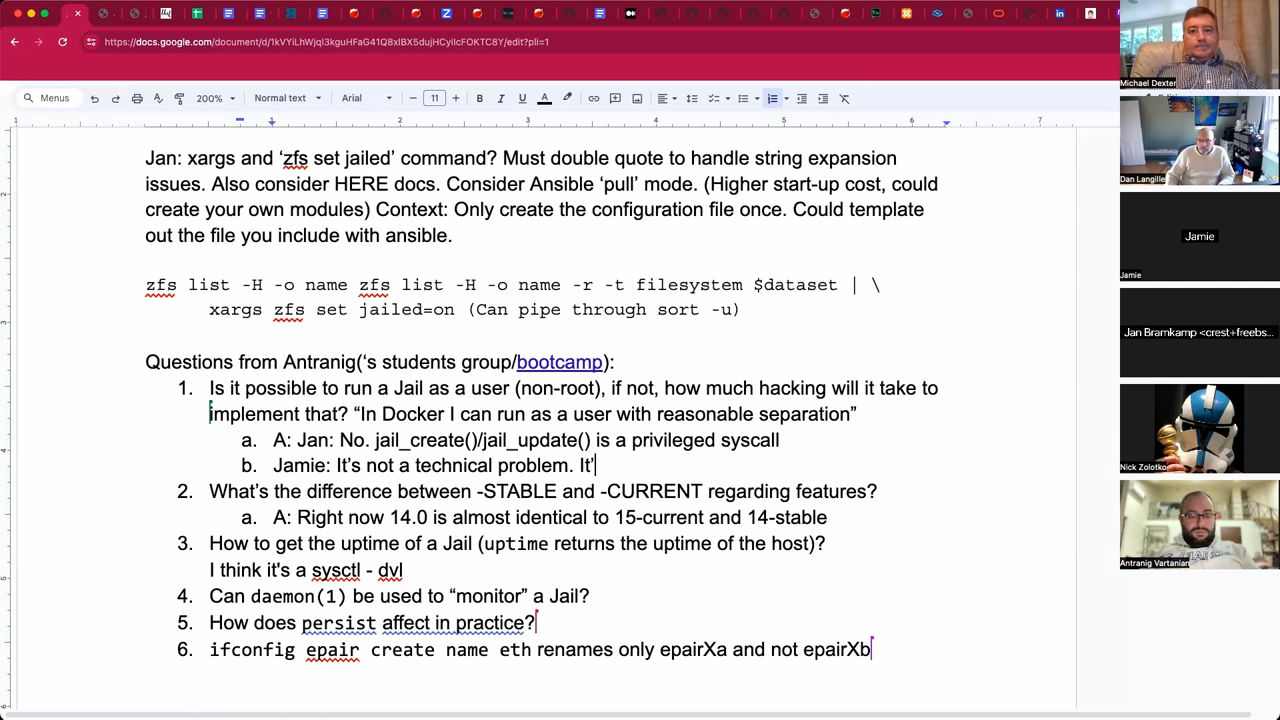 https://docs.google.com/document/d/1kVYiLhWjql3kguHFaG41Q8xlBX5dujHCyiIcFOKTC8Y/edit?pli=1
Michael Dexter
Menus
200%
Normal text
Arial
11
1
1
2
3
4
5
6
7
Jan: xargs and ‘zfs set jailed’ command? Must double quote to handle string expansion
issues. Also consider HERE docs. Consider Ansible ‘pull’ mode. (Higher start-up cost, could
create your own modules) Context: Only create the configuration file once. Could template
out the file you include with ansible.
zfs list -H -o name zfs list -H -o name -r -t filesystem $dataset | \
xargs zfs set jailed=on (Can pipe through sort -u)
Questions from Antranig(‘s students group/bootcamp):
1. Is it possible to run a Jail as a user (non-root), if not, how much hacking will it take to
implement that? “In Docker I can run as a user with reasonable separation”
a. A: Jan: No. jail_create()/jail_update() is a privileged syscall
b. Jamie: It’s not a technical problem. It’
2. What’s the difference between -STABLE and -CURRENT regarding features?
a. A: Right now 14.0 is almost identical to 15-current and 14-stable
3. How to get the uptime of a Jail (uptime returns the uptime of the host)?
I think it's a sysctl - dvl
4. Can daemon(1) be used to “monitor” a Jail?
5. How does persist affect in practice?
6. ifconfig epair create name eth renames only epairXa and not epairXb
Dan Langille
Jamie
Jamie
Jan Bramkamp <crest+freebs...
Nick Zolotko
Antranig Vartanian